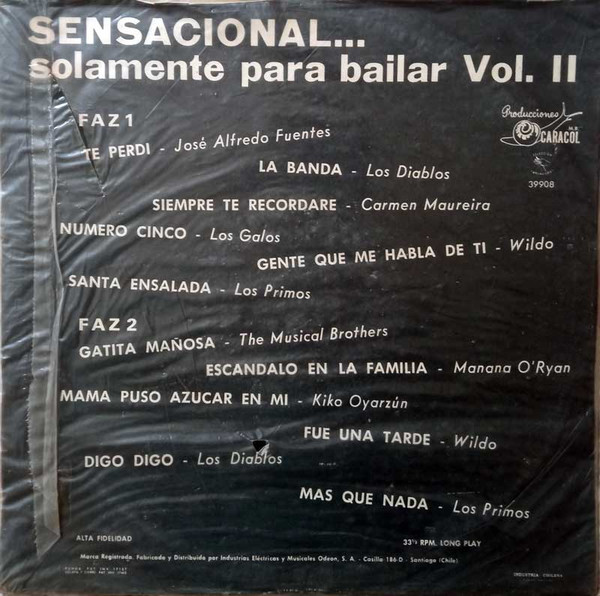 SENSACIONAL...
solamente para bailar Vol. II
Producciones
CARACOL
M.R.
39908
FAZ 1
TE PERDI - José Alfredo Fuentes
LA BANDA - Los Diablos
SIEMPRE TE RECORDARE - Carmen Maureira
NUMERO CINCO - Los Galos
GENTE QUE ME HABLA DE TI - Wildo
SANTA ENSALADA - Los Primos
FAZ 2
GATITA MAÑOSA - The Musical Brothers
ESCANDALO EN LA FAMILIA - Manana O'Ryan
MAMA PUSO AZUCAR EN MI - Kiko Oyarzún
FUE UNA TARDE - Wildo
DIGO DIGO - Los Diablos
MAS QUE NADA - Los Primos
ALTA FIDELIDAD
33⅓ RPM. LONG PLAY
Marca Registrada. Fabricado y Distribuido por Industrias Eléctricas y Musicales Odeon, S. A. - Casilla 186-D - Santiago (Chile)
INDUSTRIA CHILENA